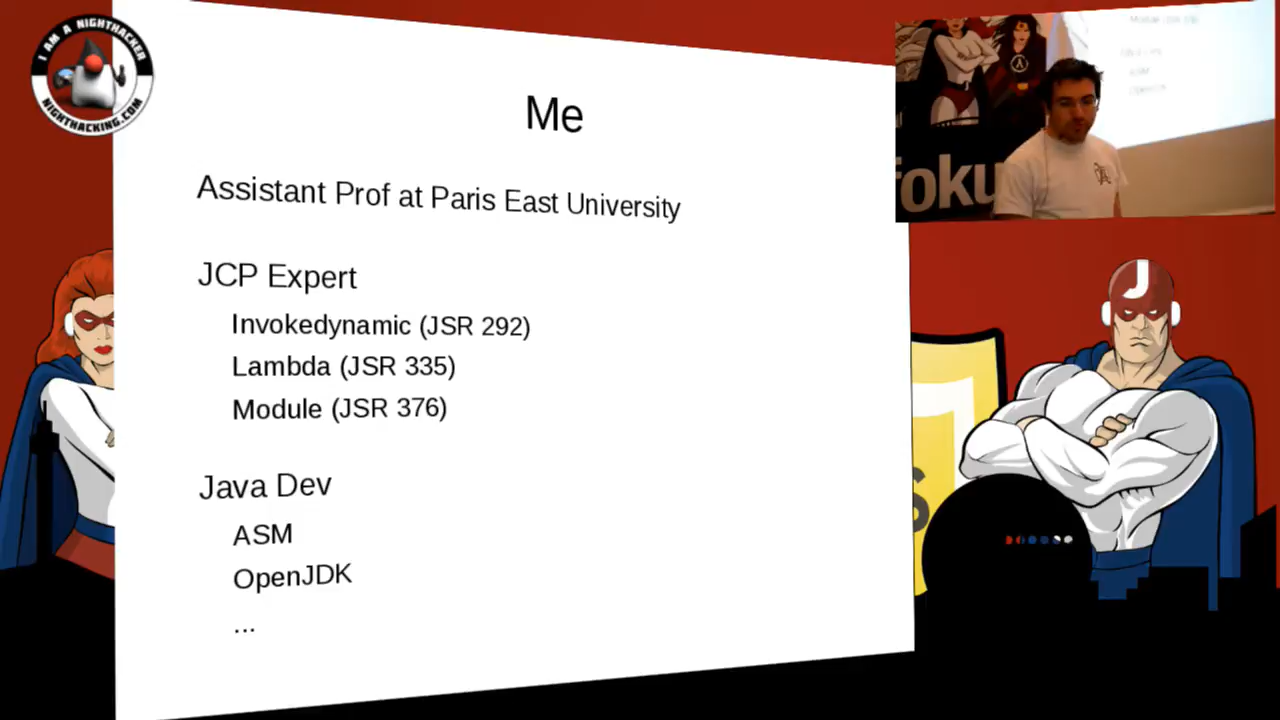 I AM A NIGHTHACKER
NIGHTHACKING.COM
Me
Assistant Prof at Paris East University
JCP Expert
Invokedynamic (JSR 292)
Lambda (JSR 335)
Module (JSR 376)
Java Dev
ASM
OpenJDK
...
foku
J